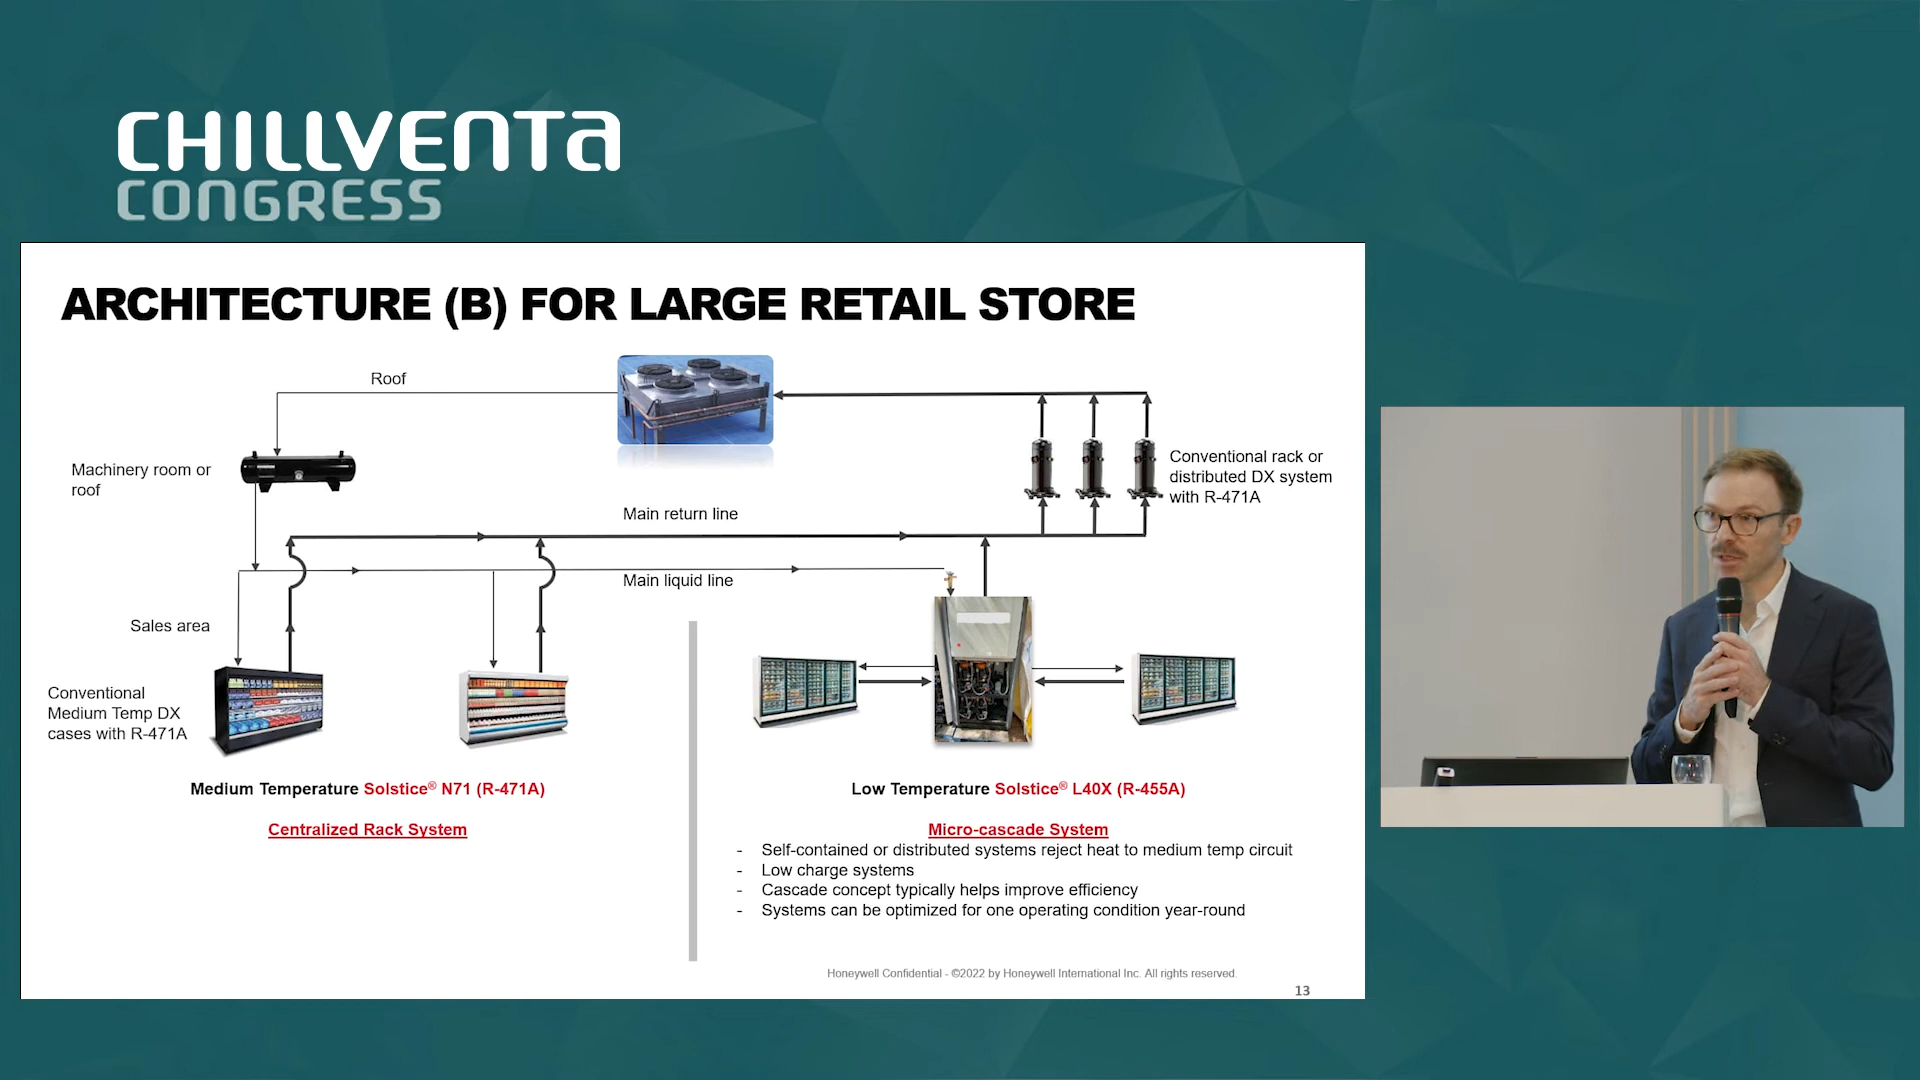 CHILLVENTA
CONGRESS
ARCHITECTURE (B) FOR LARGE RETAIL STORE
Roof
Machinery room or
roof
Conventional rack or
distributed DX system
with R-471A
Main return line
Main liquid line
Sales area
Conventional
Medium Temp DX
cases with R-471A
Medium Temperature Solstice® N71 (R-471A)
Centralized Rack System
Low Temperature Solstice® L40X (R-455A)
Micro-cascade System
- Self-contained or distributed systems reject heat to medium temp circuit
- Low charge systems
- Cascade concept typically helps improve efficiency
- Systems can be optimized for one operating condition year-round
Honeywell Confidential - ©2022 by Honeywell International Inc. All rights reserved.
13